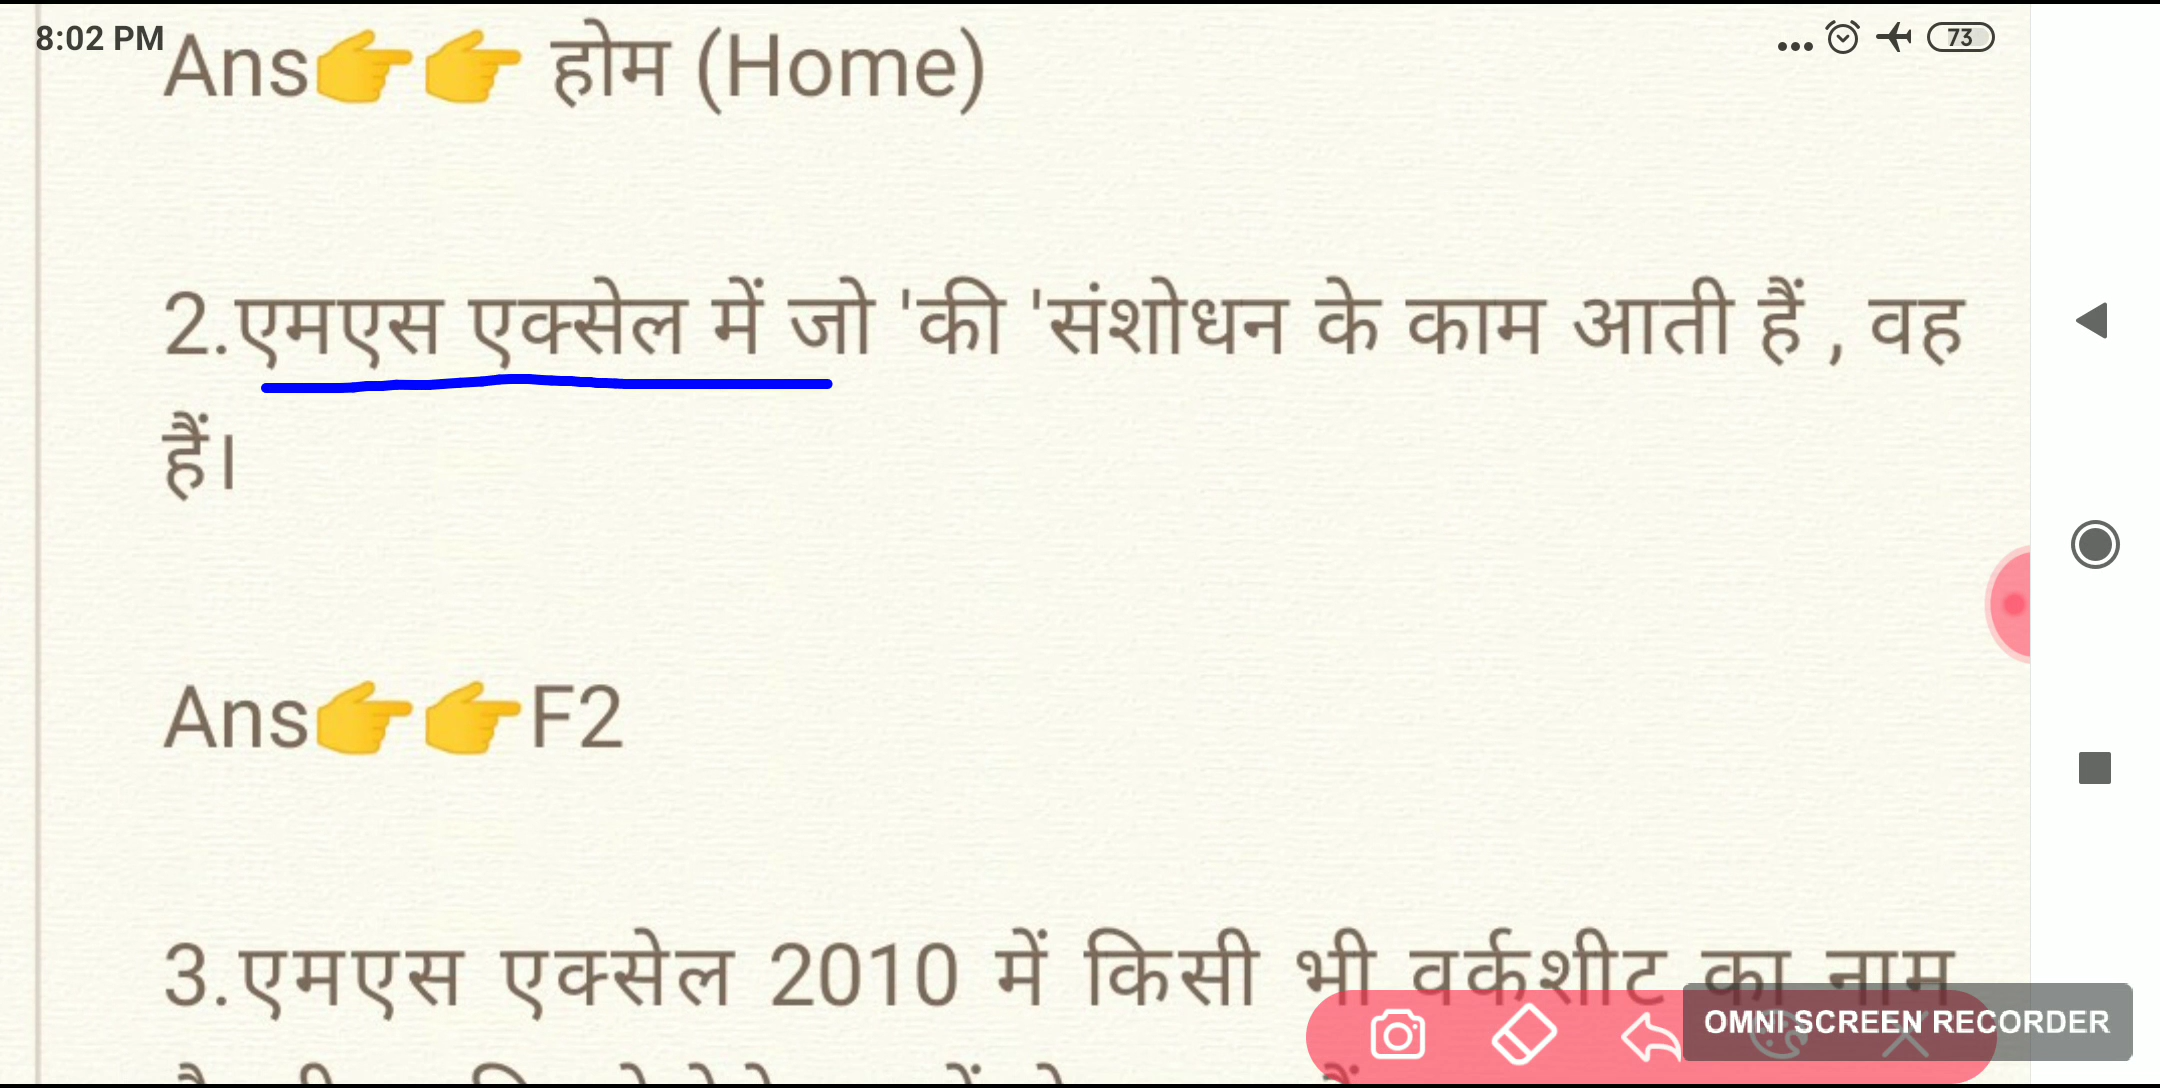 8:02 PM
73
Ans👉👉 होम (Home)
2.एमएस एक्सेल में जो 'की 'संशोधन के काम आती हैं , वह
हैं।
Ans👉👉F2
3.एमएस एक्सेल 2010 में किसी भी वर्कशीट का नाम
OMNI SCREEN RECORDER